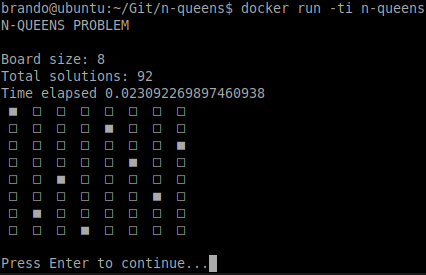 brando@ubuntu:~/Git/n-queens$ docker run -ti n-queens
N-QUEENS PROBLEM
Board size: 8
Total solutions: 92
Time elapsed 0.023092269897460938
■ □ □ □ □ □ □ □
□ □ □ □ ■ □ □ □
□ □ □ □ □ □ □ ■
□ □ □ □ □ ■ □ □
□ □ ■ □ □ □ □ □
□ □ □ □ □ □ ■ □
□ ■ □ □ □ □ □ □
□ □ □ ■ □ □ □ □
Press Enter to continue...